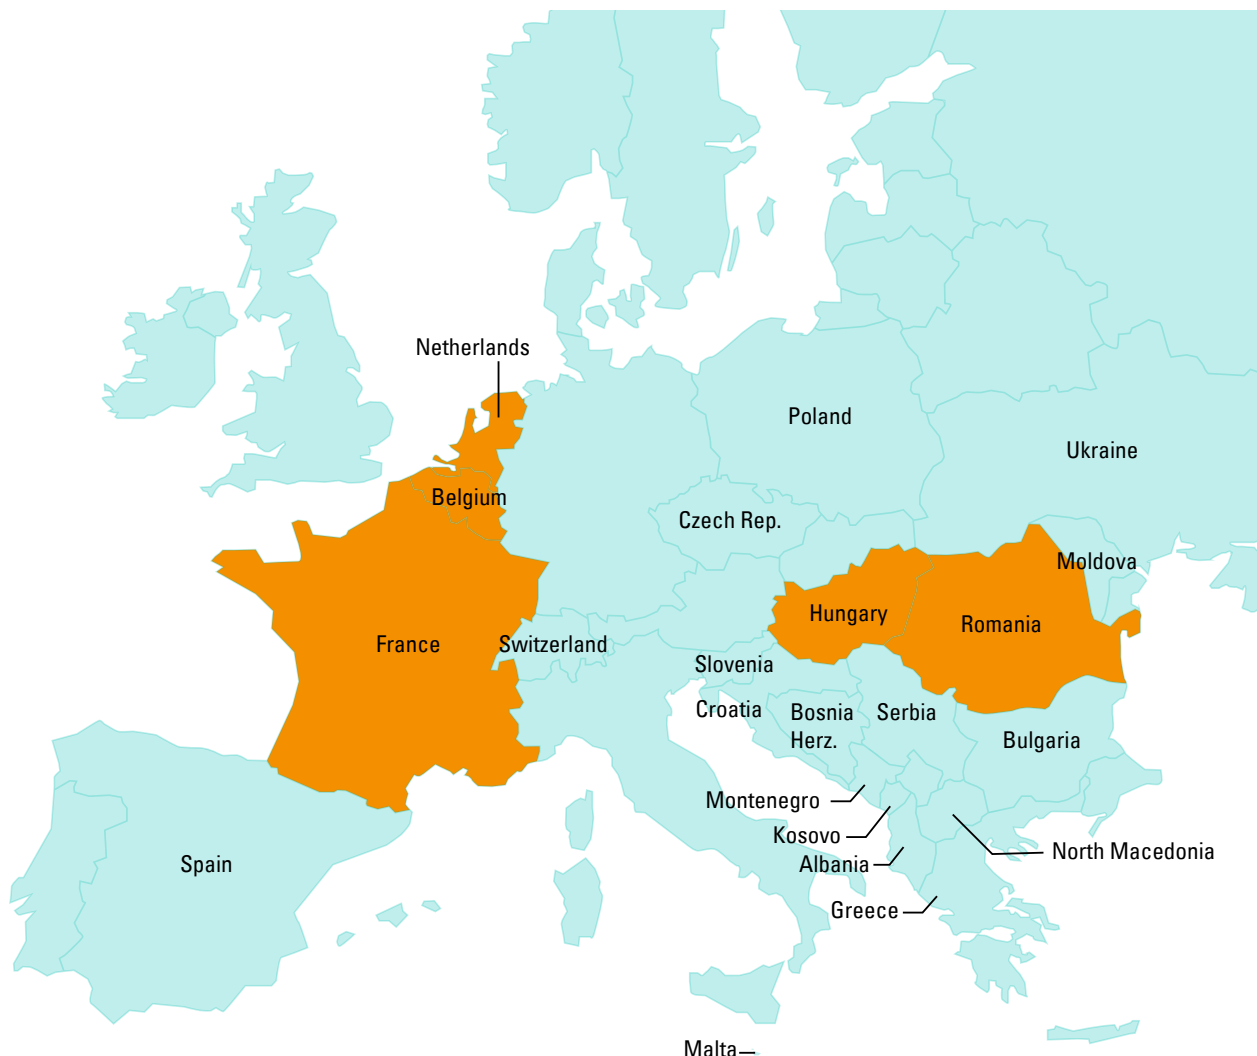 Netherlands
Poland
Ukraine
Belgium
Czech Rep.
Moldova
Hungary
Romania
France
Switzerland
Slovenia
Croatia
Bosnia
Herz.
Serbia
Bulgaria
Montenegro
Kosovo
North Macedonia
Albania
Spain
Greece
Malta